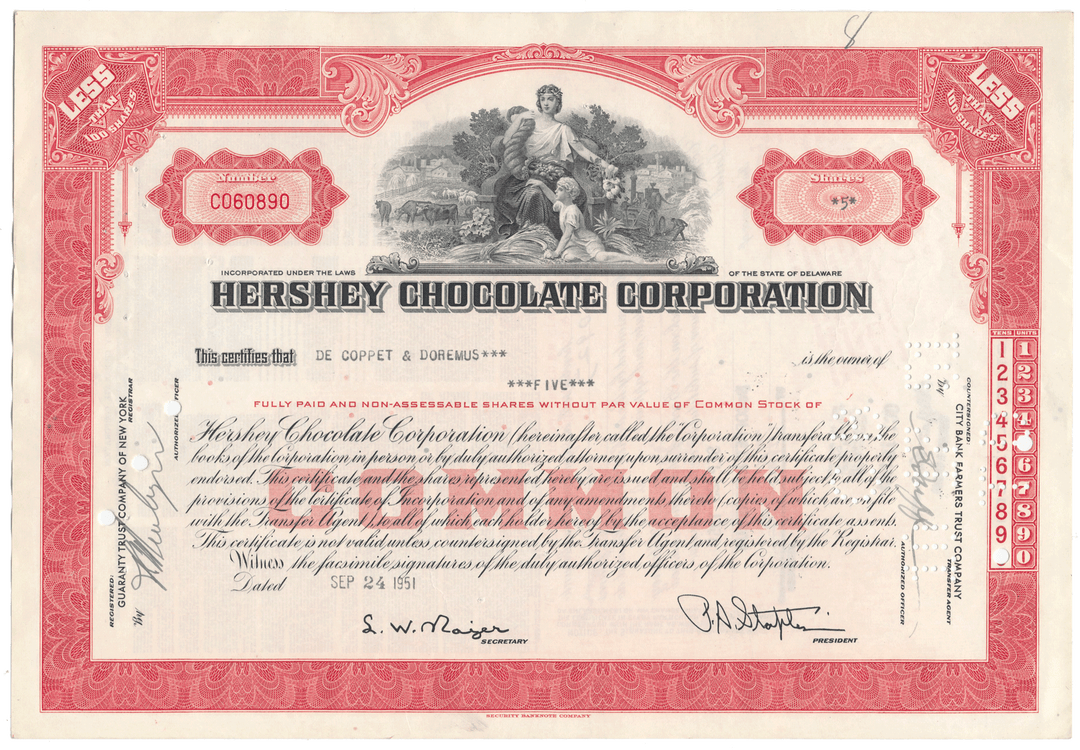 8
LESS
THAN
100 SHARES
LESS
THAN
100 SHARES
Number
CO60890
Shares
*5*
INCORPORATED UNDER THE LAWS
OF THE STATE OF DELAWARE
HERSHEY CHOCOLATE CORPORATION
This certifies that DE COPPET & DOREMUS*** is the owner of
***FIVE***
FULLY PAID AND NON-ASSESSABLE SHARES WITHOUT PAR VALUE OF COMMON STOCK OF
Hershey Chocolate Corporation (hereinafter called the "Corporation") transferable on the
books of the Corporation in person or by duly authorized attorney upon surrender of this certificate properly
endorsed. This certificate and the shares represented hereby are issued and shall be held subject to all of the
provisions of the Certificate of Incorporation and of any amendments thereto (copies of which are on file
with the Transfer Agent), to all of which each holder hereof by the acceptance of this certificate assents.
This certificate is not valid unless countersigned by the Transfer Agent and registered by the Registrar.
Witness the facsimile signatures of the duly authorized officers of the Corporation.
COMMON
Dated SEP 24 1951
SECRETARY
P.A. Staples
PRESIDENT
REGISTERED:
GUARANTY TRUST COMPANY OF NEW YORK
REGISTRAR
By
AUTHORIZED OFFICER
COUNTERSIGNED:
CITY BANK FARMERS TRUST COMPANY
TRANSFER AGENT
By
AUTHORIZED OFFICER
TENS UNITS
1 1
2 2
3 3
4 4
5
6 6
7 7
8 8
9 9
0
SECURITY BANKNOTE COMPANY